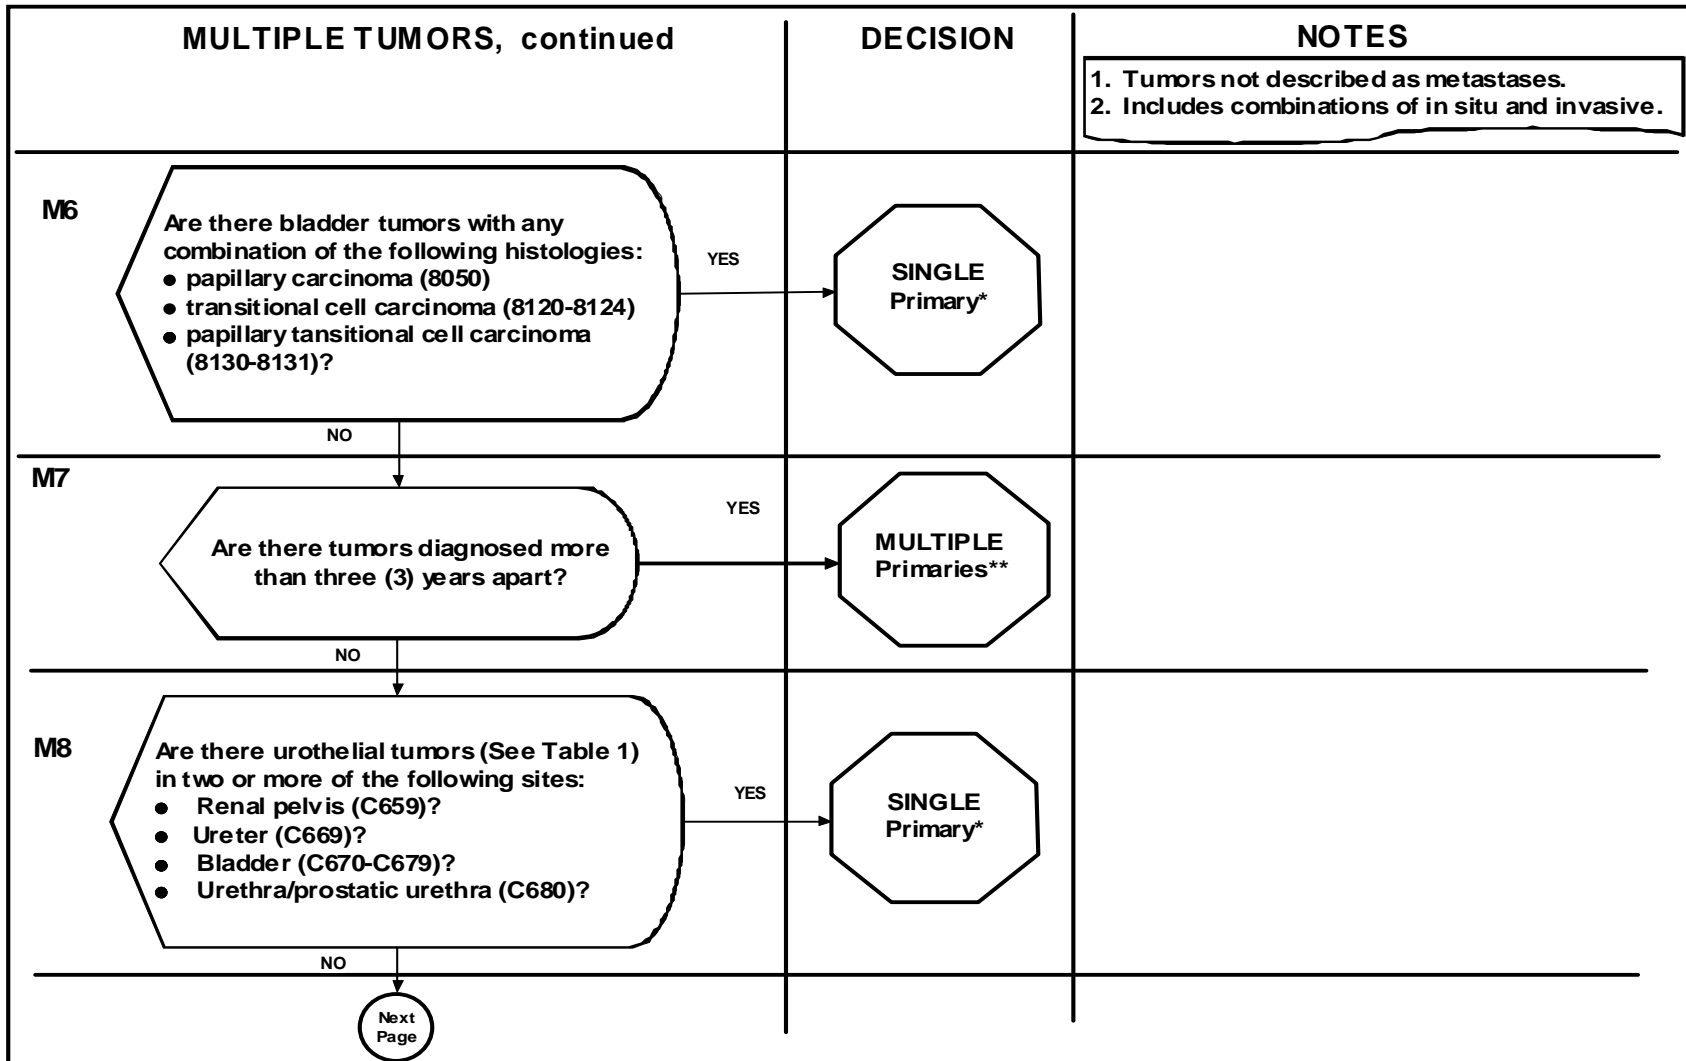 MULTIPLE TUMORS, continued
DECISION
NOTES
1. Tumors not described as metastases.
2. Includes combinations of in situ and invasive.
M6
Are there bladder tumors with any
combination of the following histologies:
● papillary carcinoma (8050)
● transitional cell carcinoma (8120-8124)
● papillary tansitional cell carcinoma
(8130-8131)?
YES
SINGLE
Primary*
NO
M7
Are there tumors diagnosed more
than three (3) years apart?
YES
MULTIPLE
Primaries**
NO
M8
Are there urothelial tumors (See Table 1)
in two or more of the following sites:
● Renal pelvis (C659)?
● Ureter (C669)?
● Bladder (C670-C679)?
● Urethra/prostatic urethra (C680)?
YES
SINGLE
Primary*
NO
Next
Page